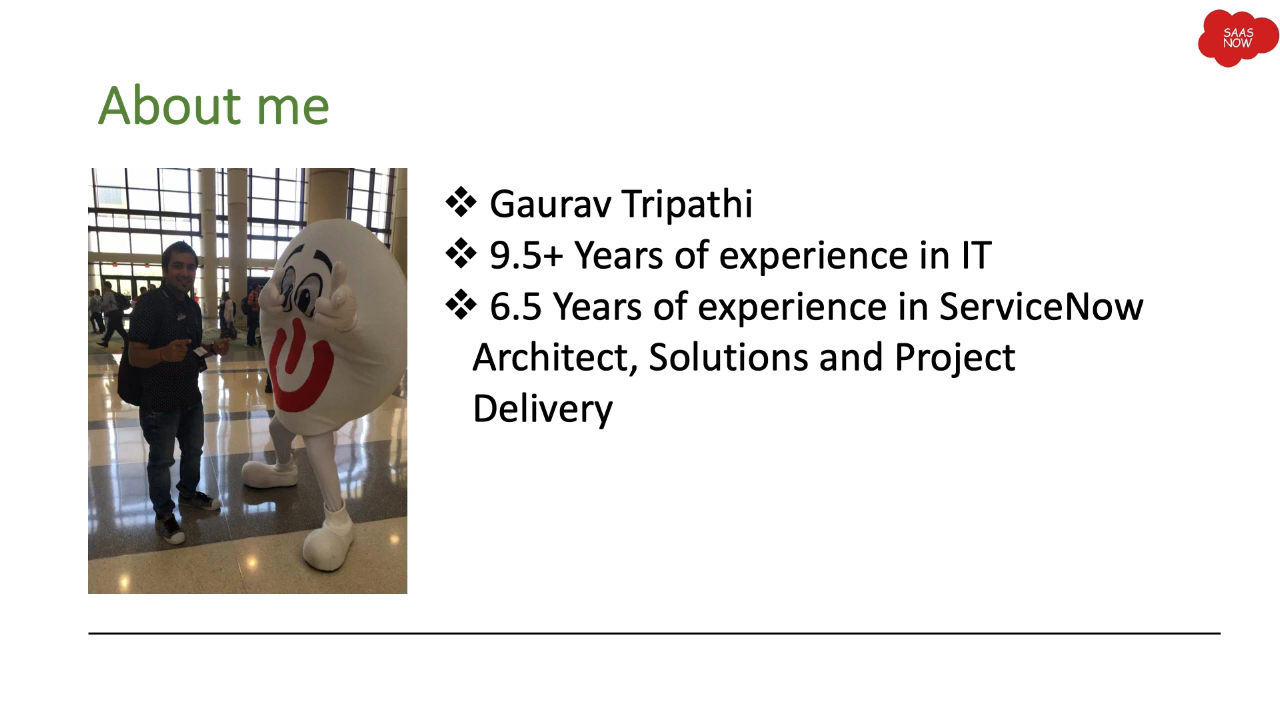 SAAS
NOW
About me
❖ Gaurav Tripathi
❖ 9.5+ Years of experience in IT
❖ 6.5 Years of experience in ServiceNow
Architect, Solutions and Project
Delivery